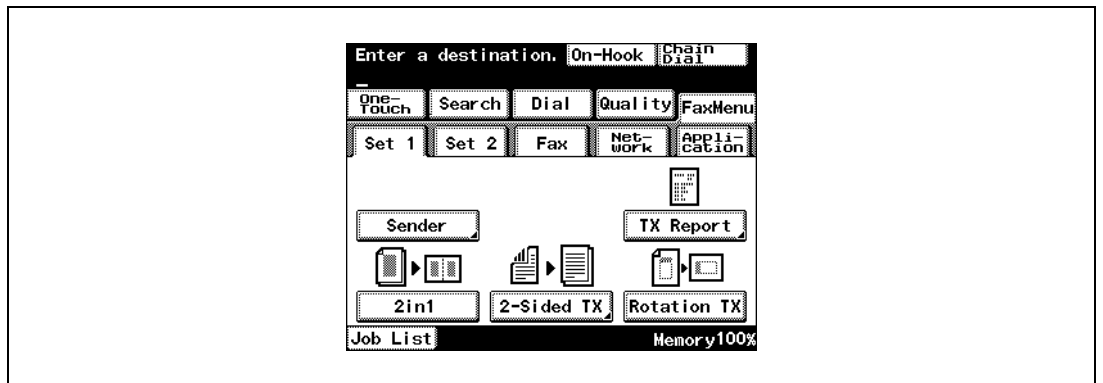 Enter a destination. On-Hook Chain Dial
One-Touch Search Dial Quality FaxMenu
Set 1 Set 2 Fax Net-work Appli-cation
Sender TX Report
2in1 2-Sided TX Rotation TX
Job List Memory100%